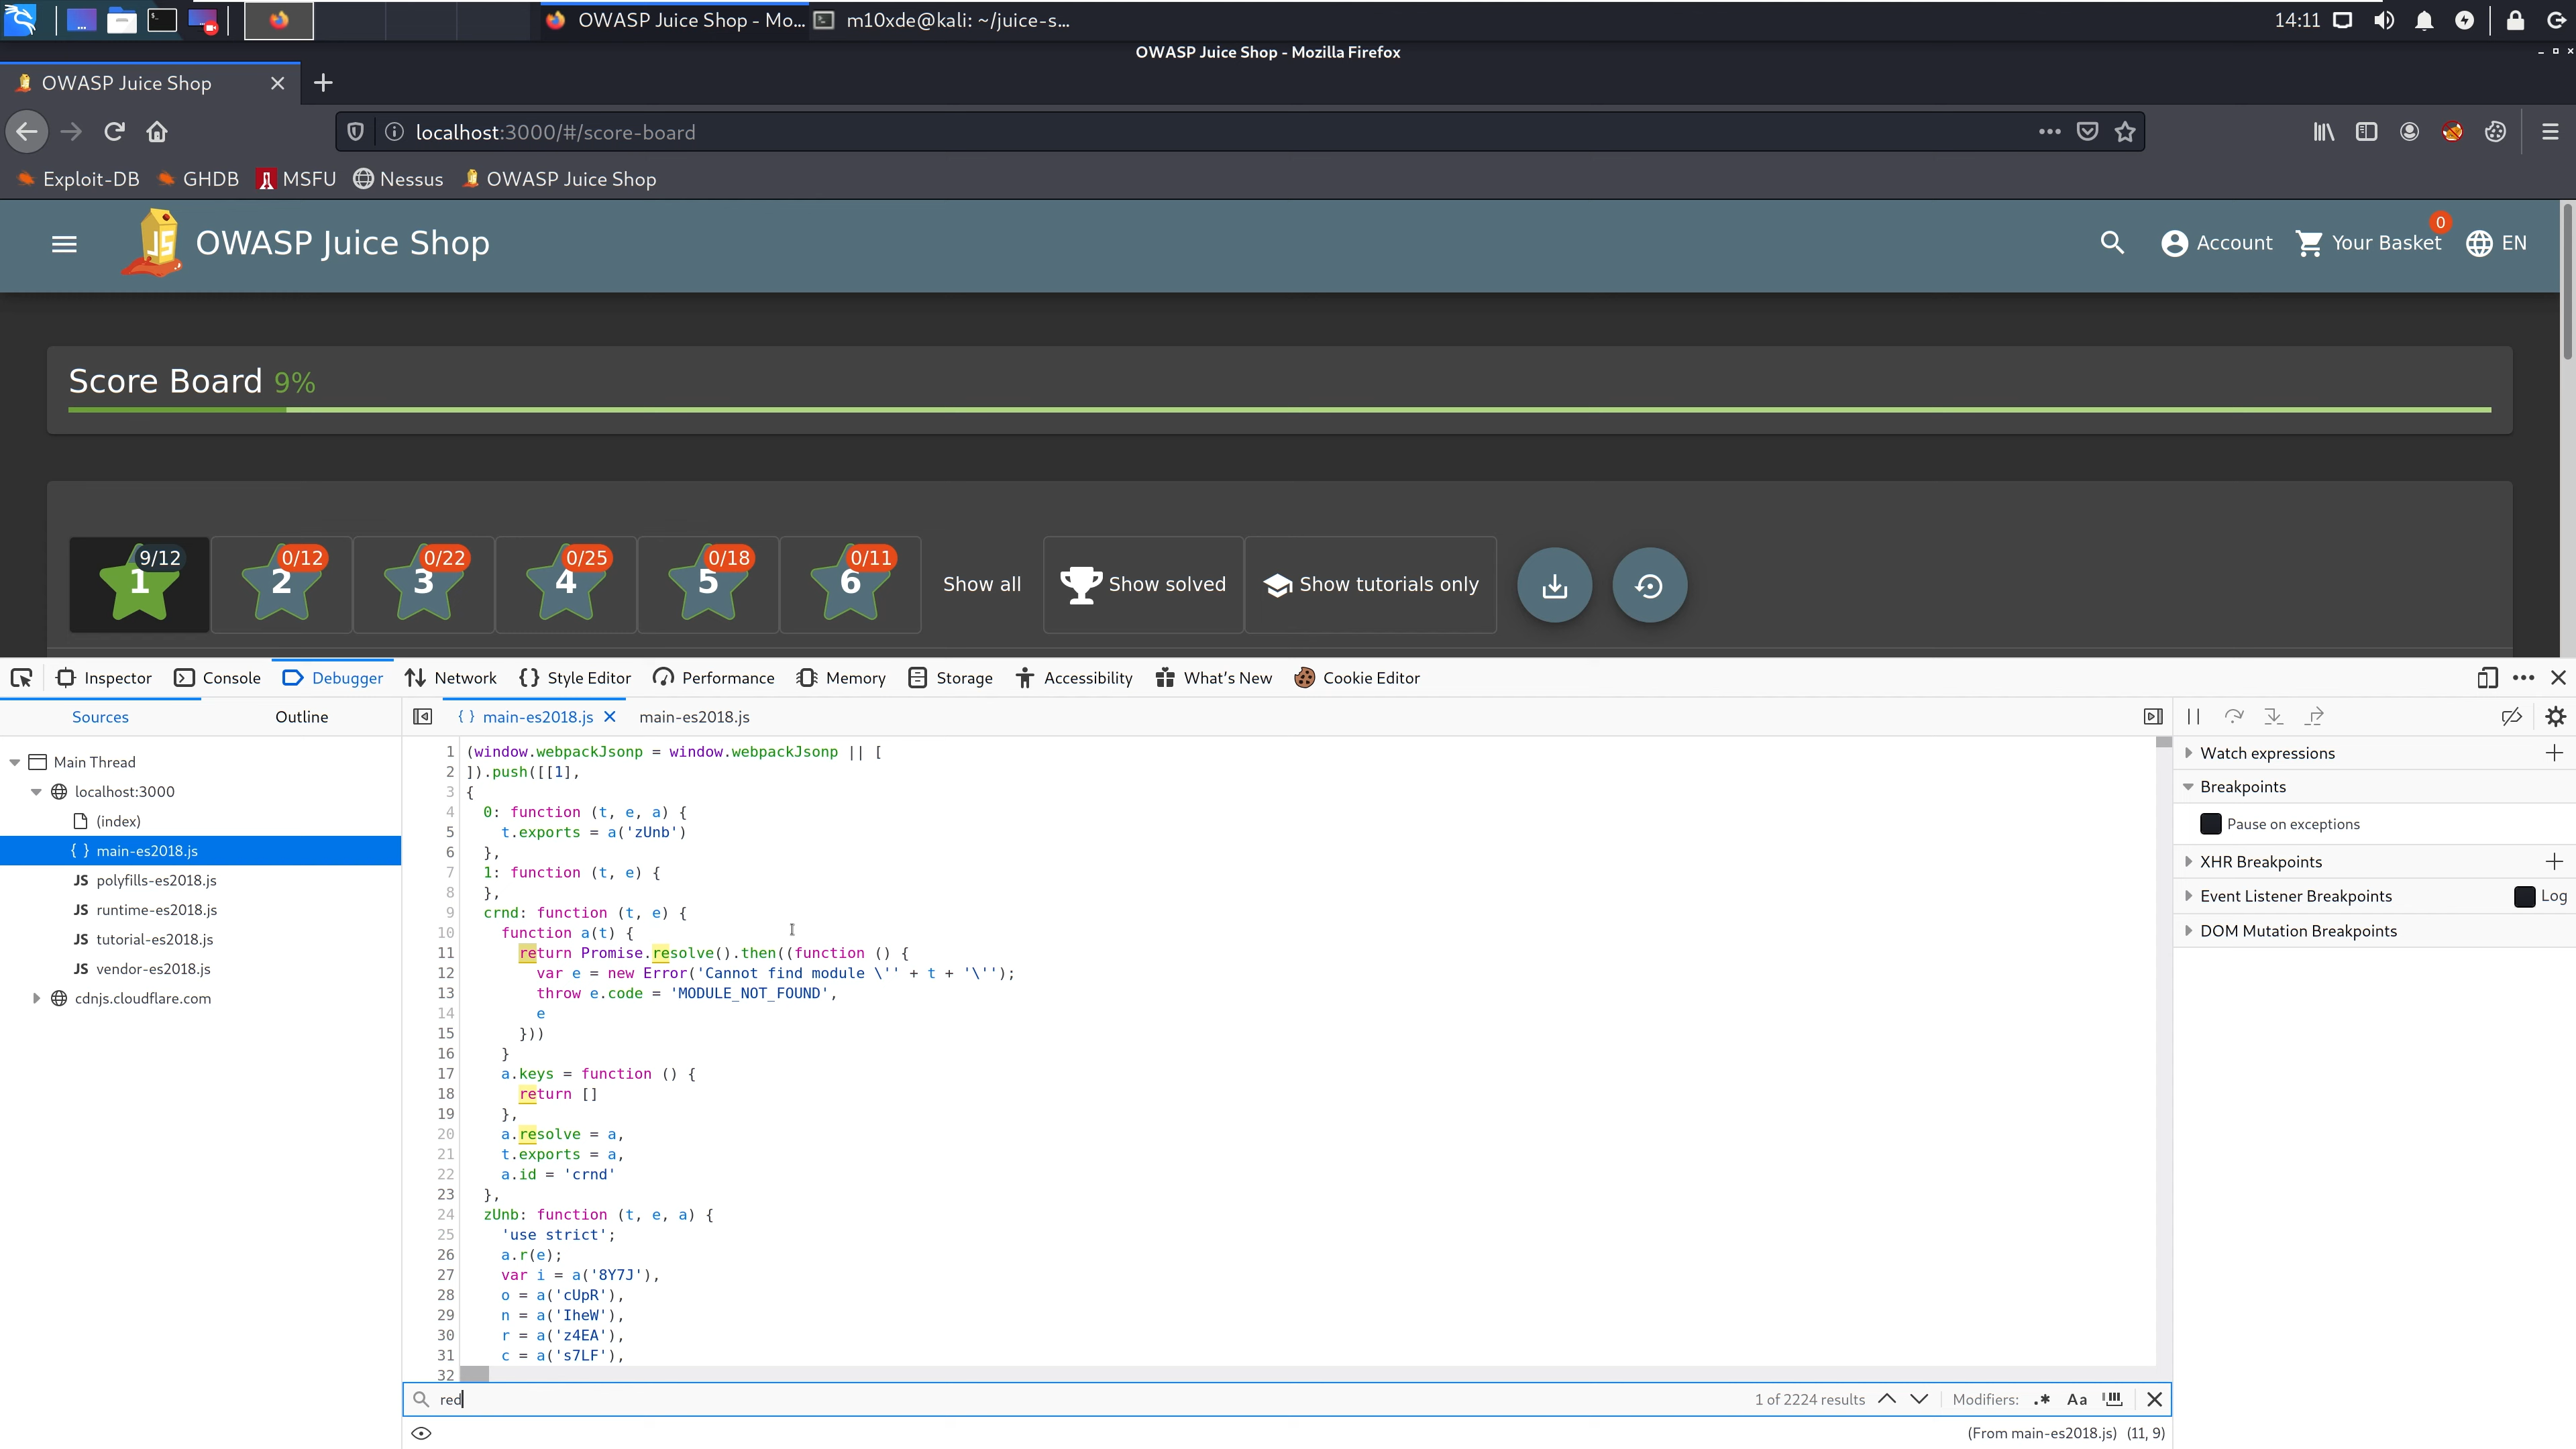 OWASP Juice Shop - Mo...
m10xde@kali: ~/juice-s...
14:11
OWASP Juice Shop - Mozilla Firefox
OWASP Juice Shop
localhost:3000/#/score-board
Exploit-DB
GHDB
MSFU
Nessus
OWASP Juice Shop
OWASP Juice Shop
Account
Your Basket
0
EN
Score Board 9%
1 9/12
2 0/12
3 0/22
4 0/25
5 0/18
6 0/11
Show all
Show solved
Show tutorials only
Inspector
Console
Debugger
Network
Style Editor
Performance
Memory
Storage
Accessibility
What's New
Cookie Editor
Sources
Outline
{ } main-es2018.js
main-es2018.js
Main Thread
localhost:3000
(index)
{ } main-es2018.js
JS polyfills-es2018.js
JS runtime-es2018.js
JS tutorial-es2018.js
JS vendor-es2018.js
cdnjs.cloudflare.com
1 (window.webpackJsonp = window.webpackJsonp || [
2 ]).push([[1],
3 {
4 0: function (t, e, a) {
5 t.exports = a('zUnb')
6 },
7 1: function (t, e) {
8 },
9 crnd: function (t, e) {
10 function a(t) {
11 return Promise.resolve().then((function () {
12 var e = new Error('Cannot find module \'' + t + '\'');
13 throw e.code = 'MODULE_NOT_FOUND',
14 e
15 }))
16 }
17 a.keys = function () {
18 return []
19 },
20 a.resolve = a,
21 t.exports = a,
22 a.id = 'crnd'
23 },
24 zUnb: function (t, e, a) {
25 'use strict';
26 a.r(e);
27 var i = a('8Y7J'),
28 o = a('cUpR'),
29 n = a('IheW'),
30 r = a('z4EA'),
31 c = a('s7LF'),
32
red
1 of 2224 results
Modifiers:
.*
Aa
(From main-es2018.js) (11, 9)
Watch expressions
Breakpoints
Pause on exceptions
XHR Breakpoints
Event Listener Breakpoints
Log
DOM Mutation Breakpoints